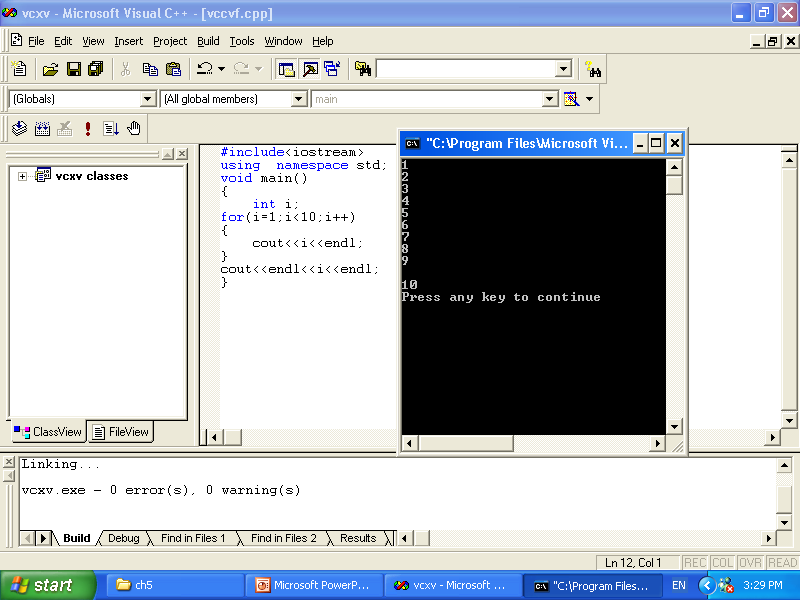 vcxv - Microsoft Visual C++ - [vccvf.cpp]
File Edit View Insert Project Build Tools Window Help
(Globals) (All global members) main
vcxv classes
ClassView FileView
#include<iostream>
using  namespace std;
void main()
{
    int i;
for(i=1;i<10;i++)
{
    cout<<i<<endl;
}
cout<<endl<<i<<endl;
}
"C:\Program Files\Microsoft Vi...
1
2
3
4
5
6
7
8
9
10
Press any key to continue
Linking...
vcxv.exe - 0 error(s), 0 warning(s)
Build Debug Find in Files 1 Find in Files 2 Results
Ln 12, Col 1 REC COL OVR READ
start ch5 Microsoft PowerP... vcxv - Microsoft ... "C:\Program Files... EN 3:29 PM